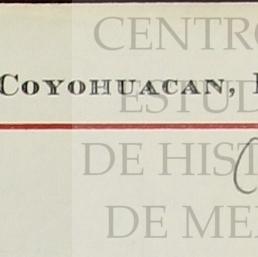 CENTRO
COYOHUACAN,
ESTUD
DE HIST
DE ME